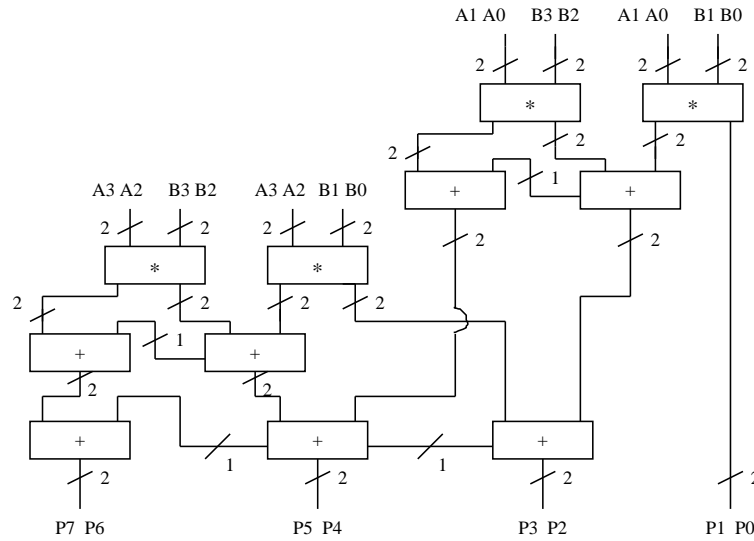 A1 A0 B3 B2 A1 A0 B1 B0
2 2 2 2
* *
2 2 2
1
+ +
A3 A2 B3 B2 A3 A2 B1 B0
2 2 2 2 2 2
* *
2 2 2 2
1
+ +
2 2
+ + +
1 1
2 2 2 2
P7 P6 P5 P4 P3 P2 P1 P0